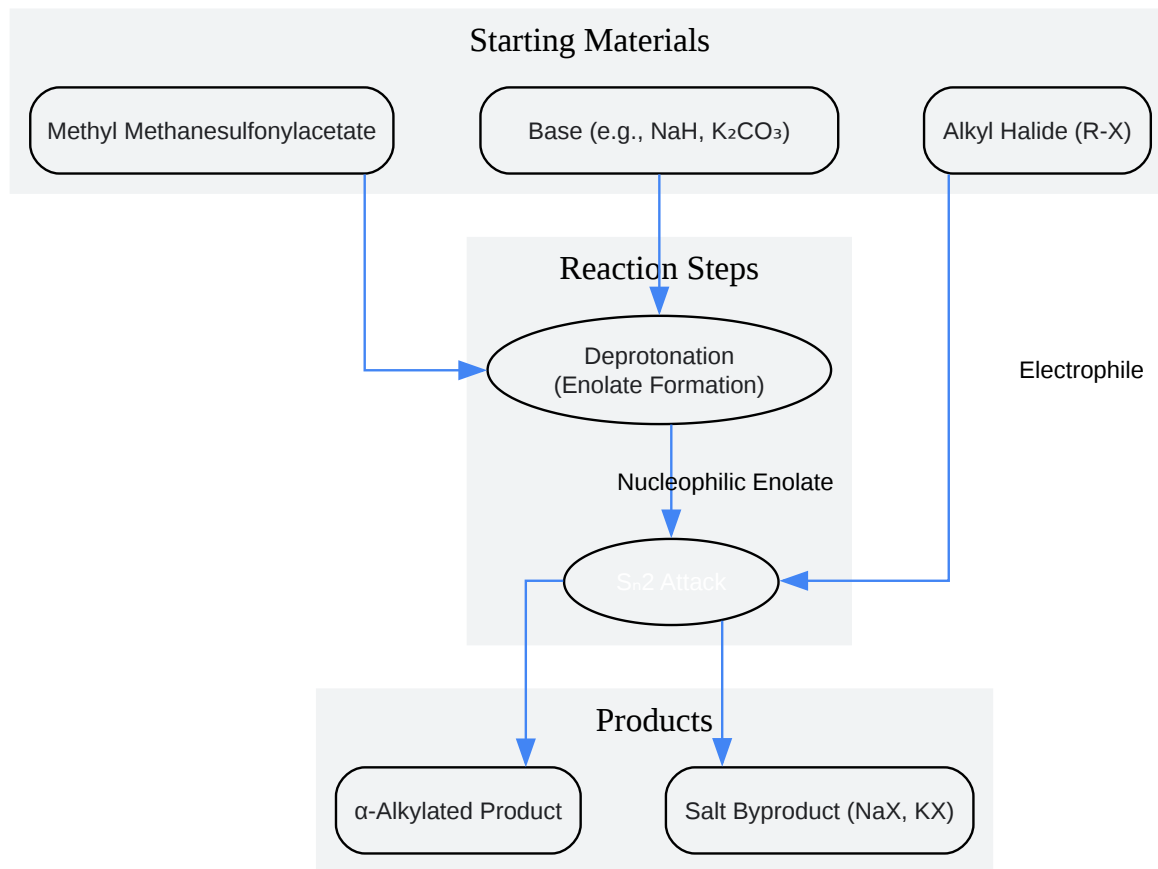 Starting Materials
Methyl Methanesulfonylacetate
Base (e.g., NaH, K₂CO₃)
Alkyl Halide (R-X)
Reaction Steps
Deprotonation
(Enolate Formation)
Electrophile
Nucleophilic Enolate
Sₙ2 Attack
Products
α-Alkylated Product
Salt Byproduct (NaX, KX)